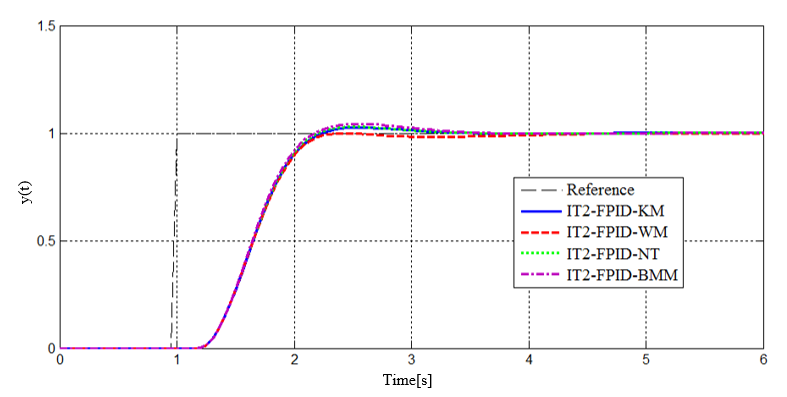 1.5
1
0.5
0
y(t)
0 1 2 3 4 5 6
Time[s]
Reference
IT2-FPID-KM
IT2-FPID-WM
IT2-FPID-NT
IT2-FPID-BMM